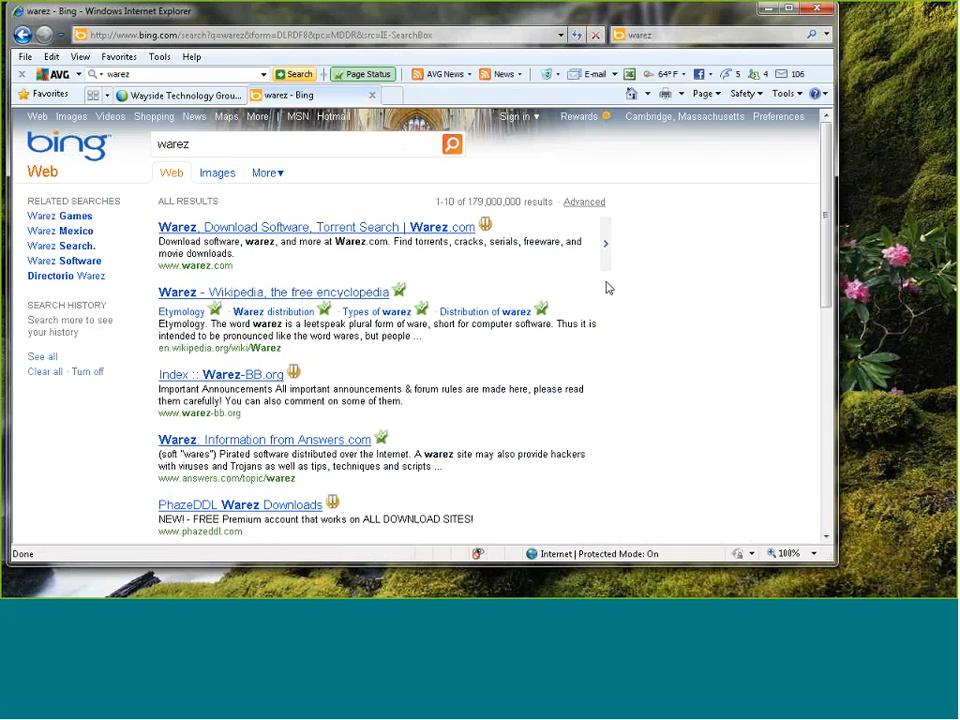 warez - Bing - Windows Internet Explorer
http://www.bing.com/search?q=warez&form=DLRDF8&pc=MDDR&src=IE-SearchBox
warez
File Edit View Favorites Tools Help
AVG warez Search Page Status AVG News News E-mail 64°F 5 4 106
Favorites Wayside Technology Grou... warez - Bing Page Safety Tools
Web Images Videos Shopping News Maps More | MSN Hotmail Sign in Rewards Cambridge, Massachusetts Preferences
bing
warez
Web
Web Images More
RELATED SEARCHES
Warez Games
Warez Mexico
Warez Search.
Warez Software
Directorio Warez
SEARCH HISTORY
Search more to see
your history
See all
Clear all · Turn off
ALL RESULTS 1-10 of 179,000,000 results · Advanced
Warez, Download Software, Torrent Search | Warez.com
Download software, warez, and more at Warez.com. Find torrents, cracks, serials, freeware, and
movie downloads.
www.warez.com
Warez - Wikipedia, the free encyclopedia
Etymology · Warez distribution · Types of warez · Distribution of warez
Etymology. The word warez is a leetspeak plural form of ware, short for computer software. Thus it is
intended to be pronounced like the word wares, but people ...
en.wikipedia.org/wiki/Warez
Index :: Warez-BB.org
Important Announcements All important announcements & forum rules are made here, please read
them carefully! You can also comment on some of them.
www.warez-bb.org
Warez: Information from Answers.com
(soft "wares") Pirated software distributed over the Internet. A warez site may also provide hackers
with viruses and Trojans as well as tips, techniques and scripts ...
www.answers.com/topic/warez
PhazeDDL Warez Downloads
NEW! - FREE Premium account that works on ALL DOWNLOAD SITES!
www.phazeddl.com
Done Internet | Protected Mode: On 100%